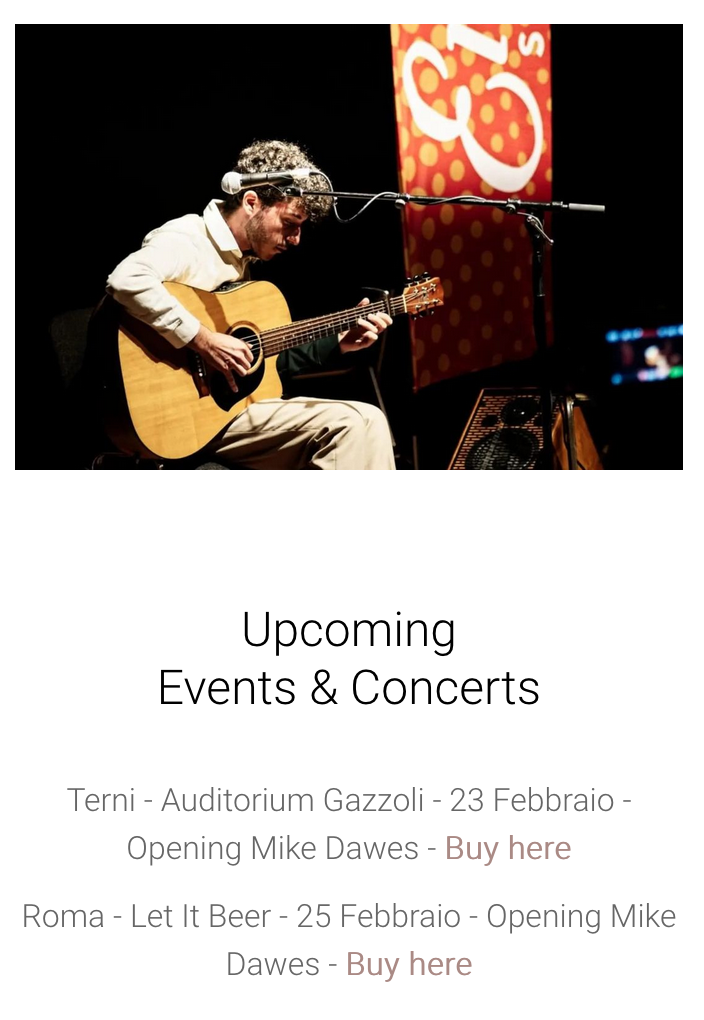 Upcoming
Events & Concerts
Terni - Auditorium Gazzoli - 23 Febbraio -
Opening Mike Dawes - Buy here
Roma - Let It Beer - 25 Febbraio - Opening Mike
Dawes - Buy here